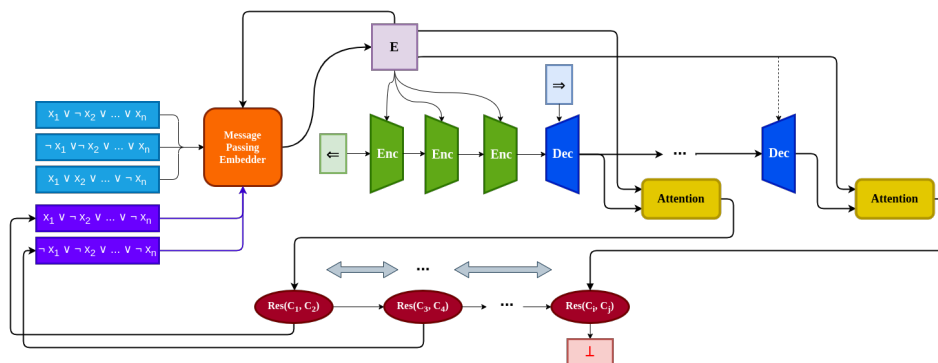 E
⇒
x₁ ∨ ¬ x₂ ∨ ... ∨ xₙ
¬ x₁ ∨¬ x₂ ∨ ... ∨ xₙ
x₁ ∨ x₂ ∨ ... ∨ ¬ xₙ
Message
Passing
Embedder
⇐
Enc
Enc
Enc
Dec
...
Dec
Attention
Attention
x₁ ∨ ¬ x₂ ∨ ... ∨ ¬ xₙ
¬ x₁ ∨ ¬ x₂ ∨ ... ∨ ¬ xₙ
...
Res(C₁, C₂)
Res(C₃, C₄)
...
Res(Cᵢ, Cⱼ)
⊥